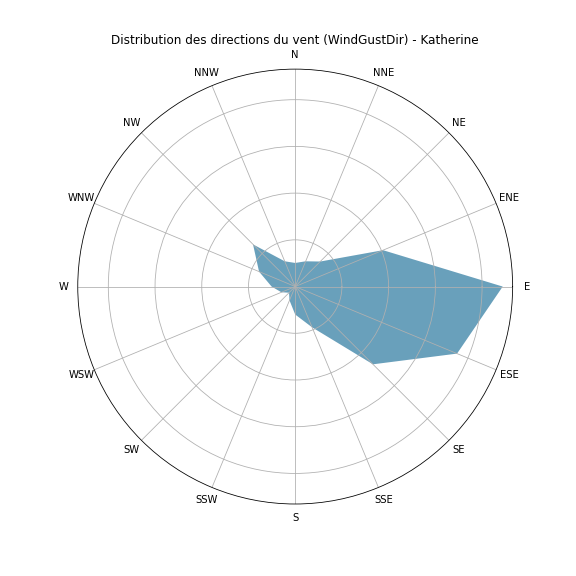 Distribution des directions du vent (WindGustDir) - Katherine
N
NNW
NNE
NW
NE
WNW
ENE
W
E
WSW
ESE
SW
SE
SSW
SSE
S